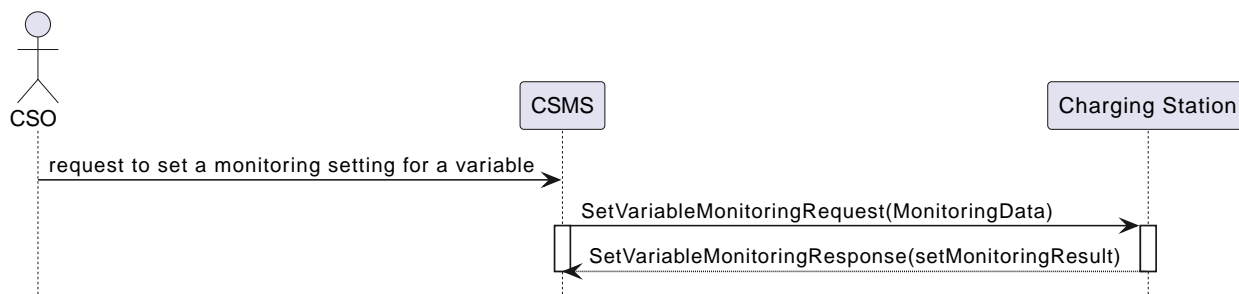 CSO
CSMS
Charging Station
request to set a monitoring setting for a variable
SetVariableMonitoringRequest(MonitoringData)
SetVariableMonitoringResponse(setMonitoringResult)